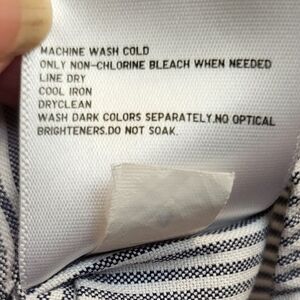 MACHINE WASH COLD
ONLY NON-CHLORINE BLEACH WHEN NEEDED
LINE DRY
COOL IRON
DRYCLEAN
WASH DARK COLORS SEPARATELY.NO OPTICAL
BRIGHTENERS.DO NOT SOAK.